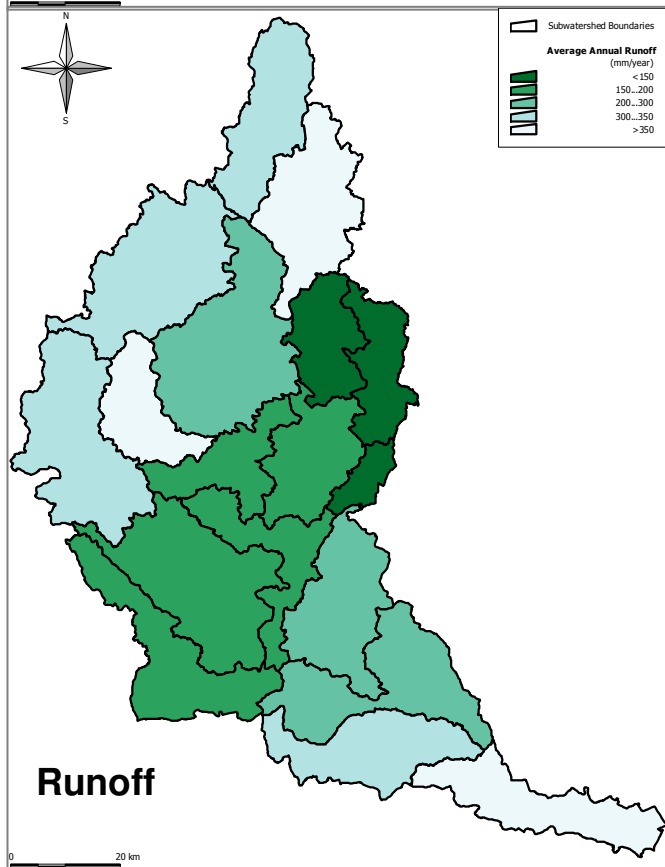 N
S
Subwatershed Boundaries
Average Annual Runoff
(mm/year)
<150
150...200
200...300
300...350
>350
Runoff
0 20 km